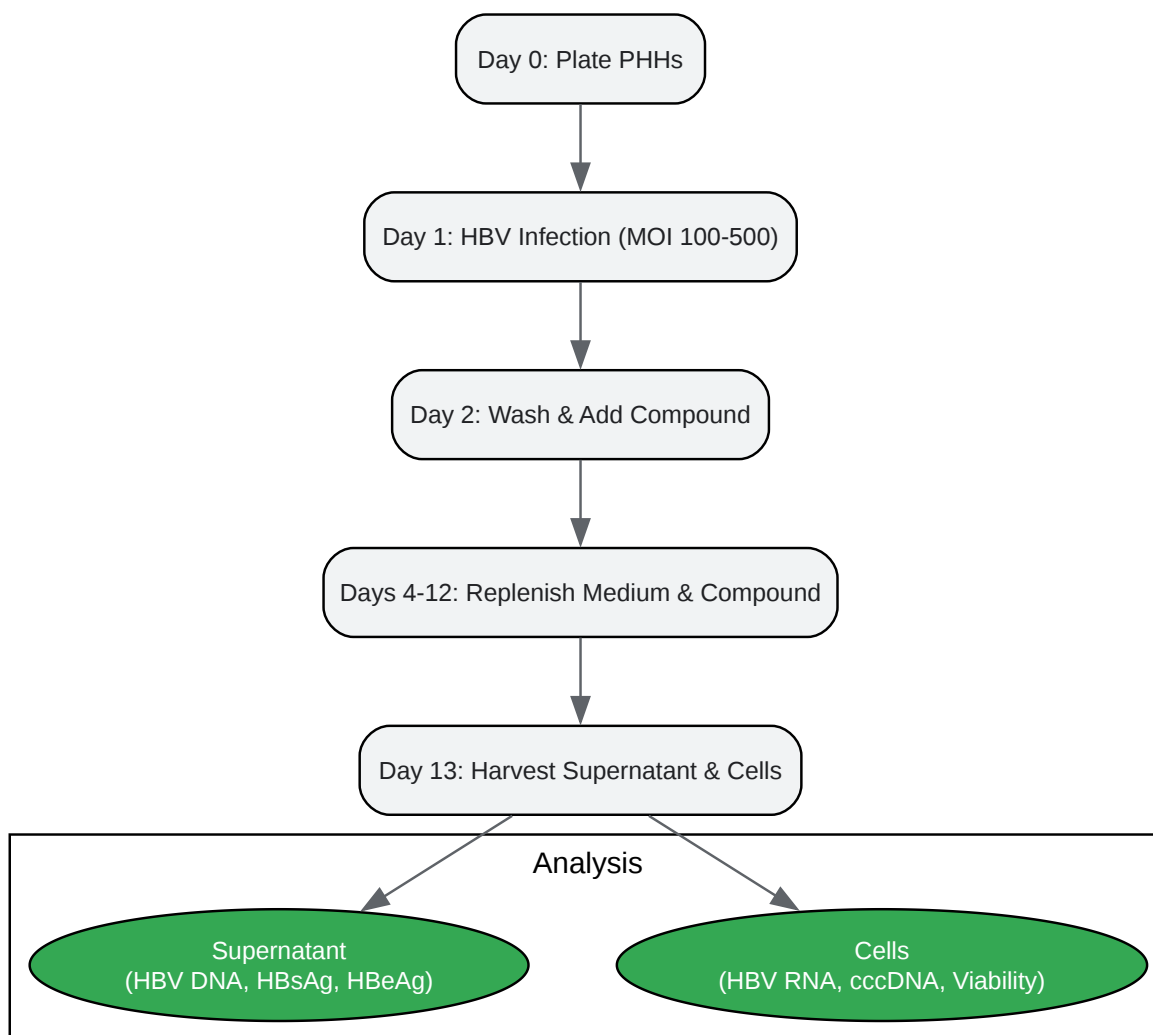 Day 0: Plate PHHs
Day 1: HBV Infection (MOI 100-500)
Day 2: Wash & Add Compound
Days 4-12: Replenish Medium & Compound
Day 13: Harvest Supernatant & Cells
Analysis
Supernatant
(HBV DNA, HBsAg, HBeAg)
Cells
(HBV RNA, cccDNA, Viability)